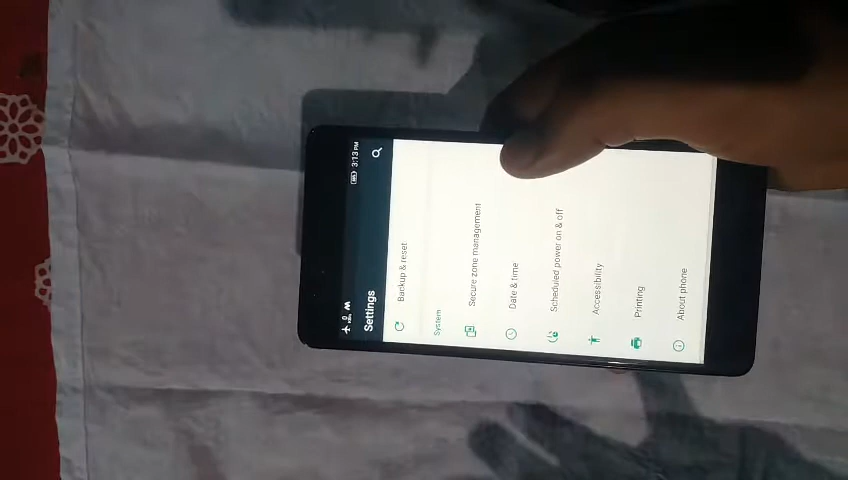 3:13 PM
Settings
Backup & reset
System
Secure zone management
Date & time
Scheduled power on & off
Accessibility
Printing
About phone